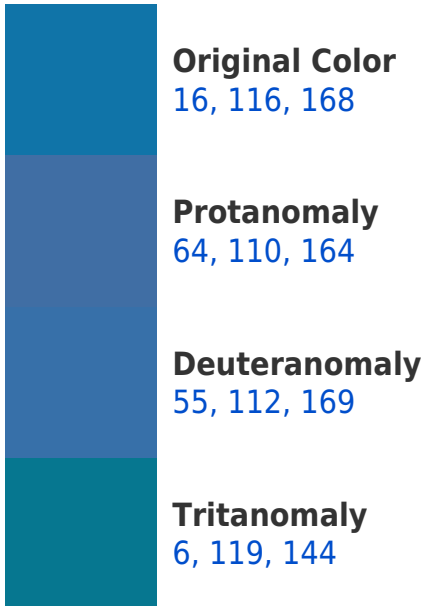 Original Color
16, 116, 168
Protanomaly
64, 110, 164
Deuteranomaly
55, 112, 169
Tritanomaly
6, 119, 144